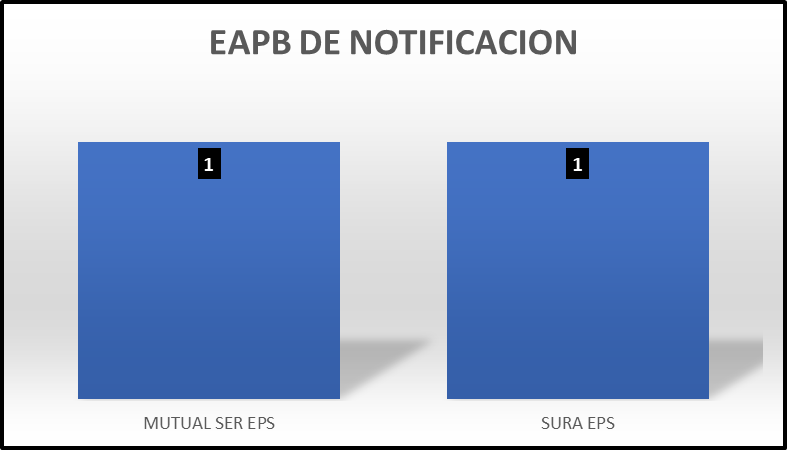 EAPB DE NOTIFICACION
1
1
MUTUAL SER EPS
SURA EPS